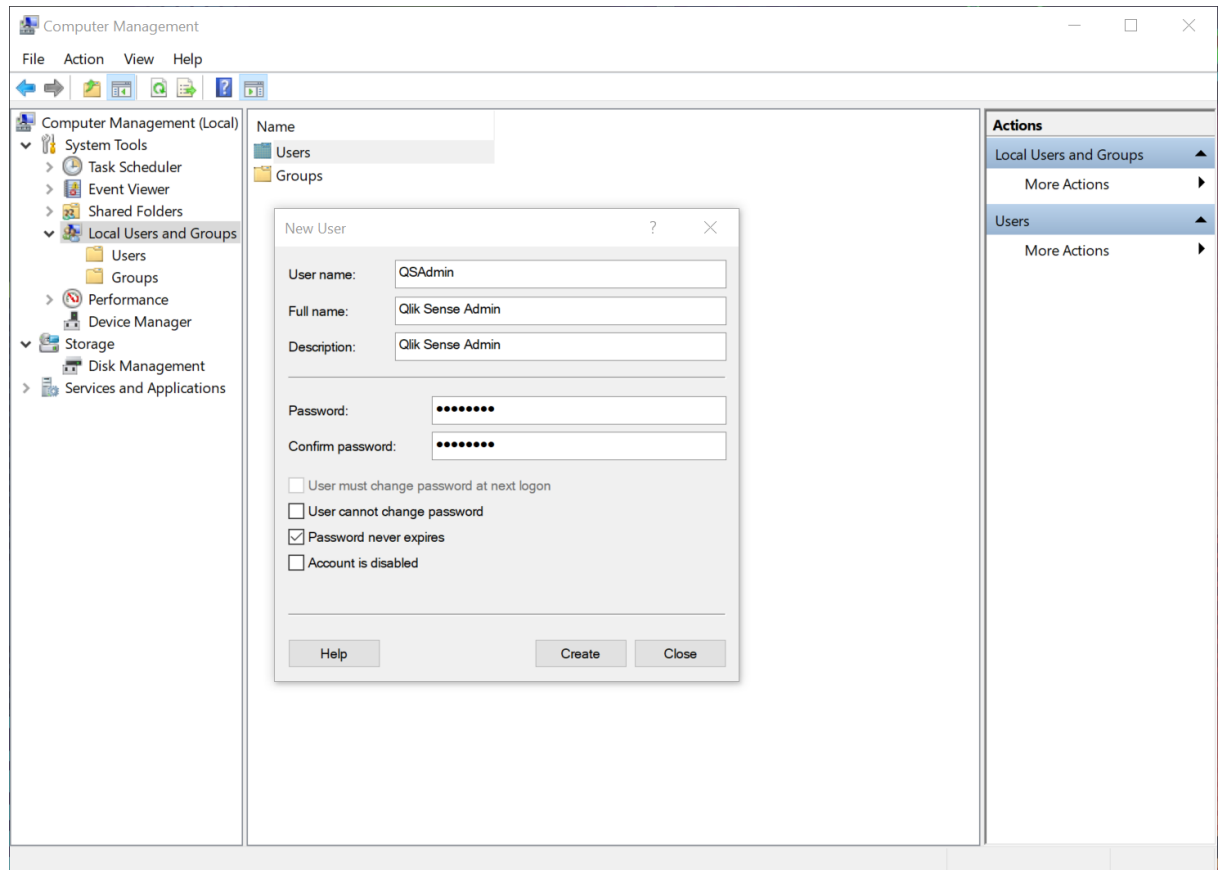 Computer Management
File Action View Help
Computer Management (Local)
System Tools
Task Scheduler
Event Viewer
Shared Folders
Local Users and Groups
Users
Groups
Performance
Device Manager
Storage
Disk Management
Services and Applications
Name
Users
Groups
New User
User name: QSAdmin
Full name: Qlik Sense Admin
Description: Qlik Sense Admin
Password: ●●●●●●●●
Confirm password: ●●●●●●●●
User must change password at next logon
User cannot change password
Password never expires
Account is disabled
Help Create Close
Actions
Local Users and Groups
More Actions
Users
More Actions